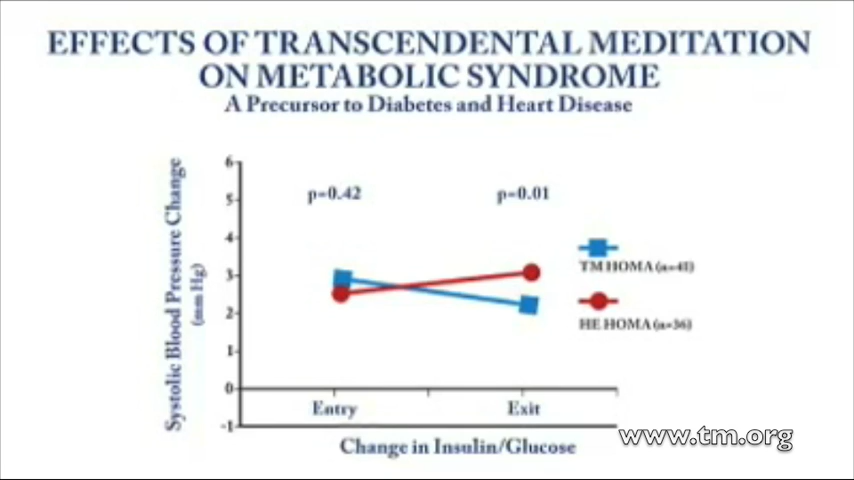 EFFECTS OF TRANSCENDENTAL MEDITATION
ON METABOLIC SYNDROME
A Precursor to Diabetes and Heart Disease
Systolic Blood Pressure Change
(mm Hg)
6
5
4
3
2
1
0
-1
p=0.42
p=0.01
TM HOMA (n=41)
HE HOMA (n=36)
Entry
Exit
Change in Insulin/Glucose
www.tm.org